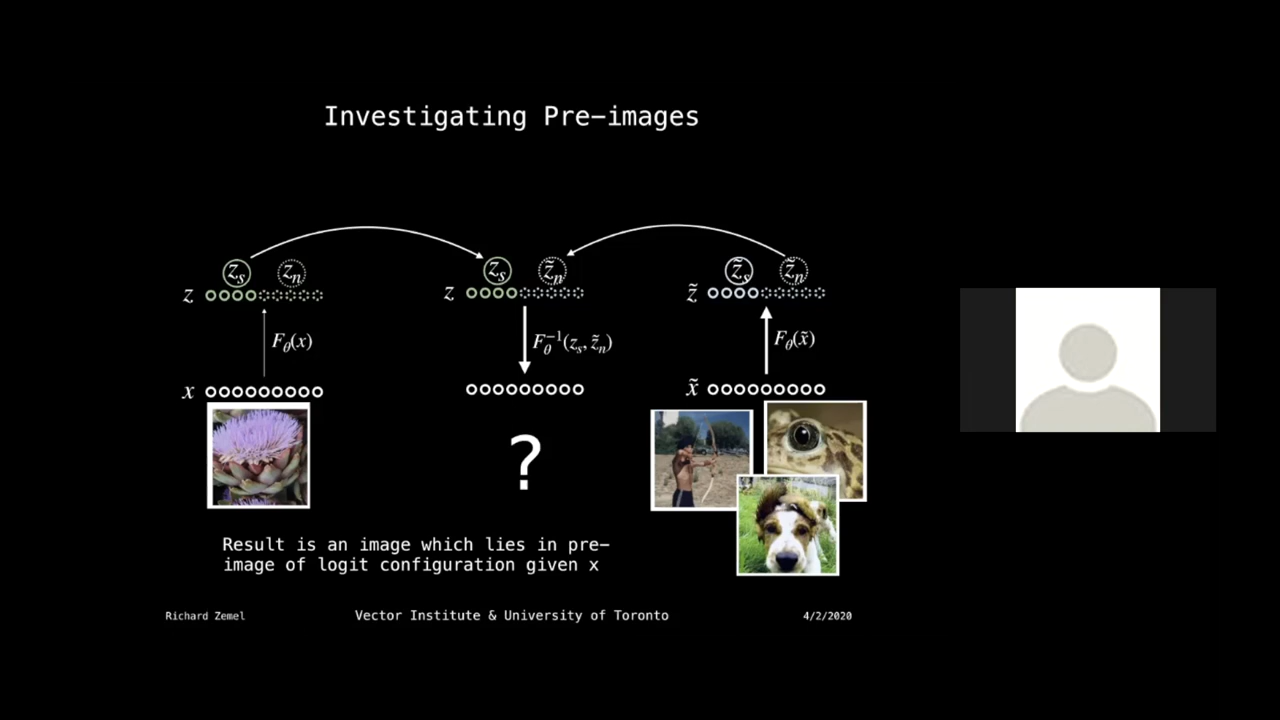 Investigating Pre-images
z_s z_n z_s z̃_n z̃_s z̃_n
z z z̃
F_θ(x) F_θ^{-1}(z_s, z̃_n) F_θ(x̃)
x x̃
?
Result is an image which lies in pre-
image of logit configuration given x
Richard Zemel Vector Institute & University of Toronto 4/2/2020